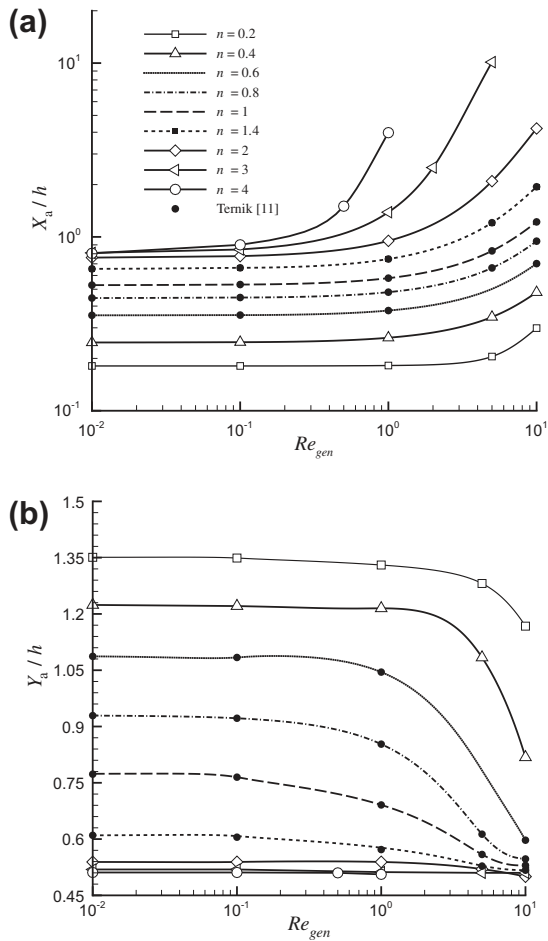 (a)
n = 0.2
n = 0.4
n = 0.6
n = 0.8
n = 1
n = 1.4
n = 2
n = 3
n = 4
Ternik [11]
10¹
10⁰
10⁻¹
Xₐ / h
10⁻² 10⁻¹ 10⁰ 10¹
Re_gen
(b)
1.5
1.35
1.2
1.05
0.9
0.75
0.6
0.45
Yₐ / h
10⁻² 10⁻¹ 10⁰ 10¹
Re_gen